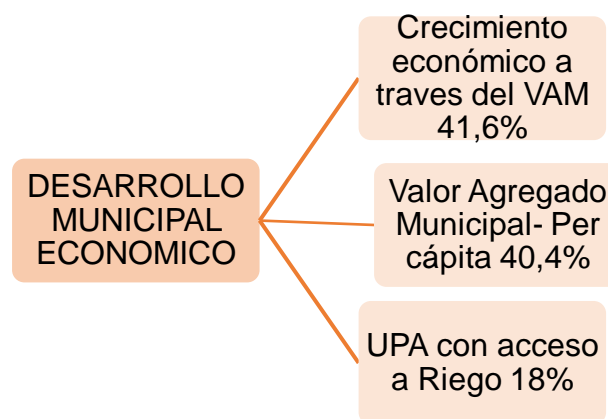 DESARROLLO
MUNICIPAL
ECONOMICO
Crecimiento
económico a
traves del VAM
41,6%
Valor Agregado
Municipal- Per
cápita 40,4%
UPA con acceso
a Riego 18%